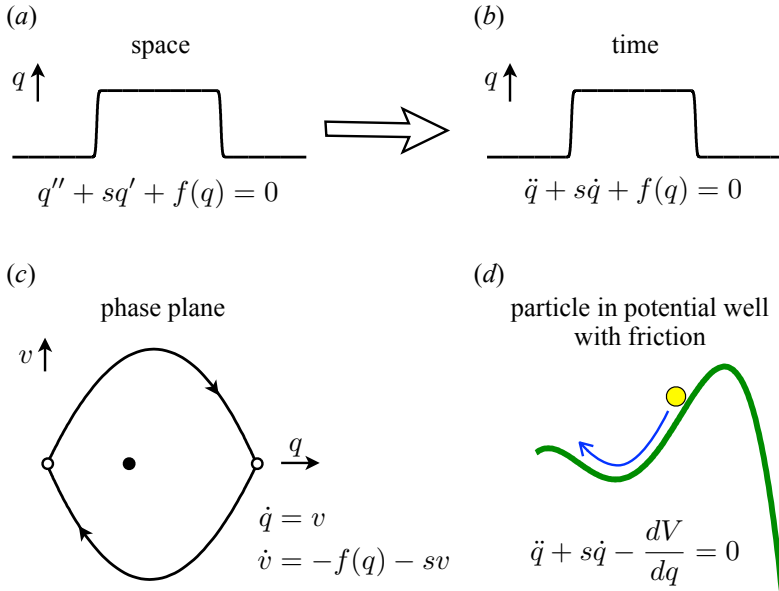 (a)
space
q
q'' + sq' + f(q) = 0
(b)
time
q
q̈ + sq̇ + f(q) = 0
(c)
phase plane
v
q
q̇ = v
v̇ = −f(q) − sv
(d)
particle in potential well
with friction
q̈ + sq̇ − dV/dq = 0